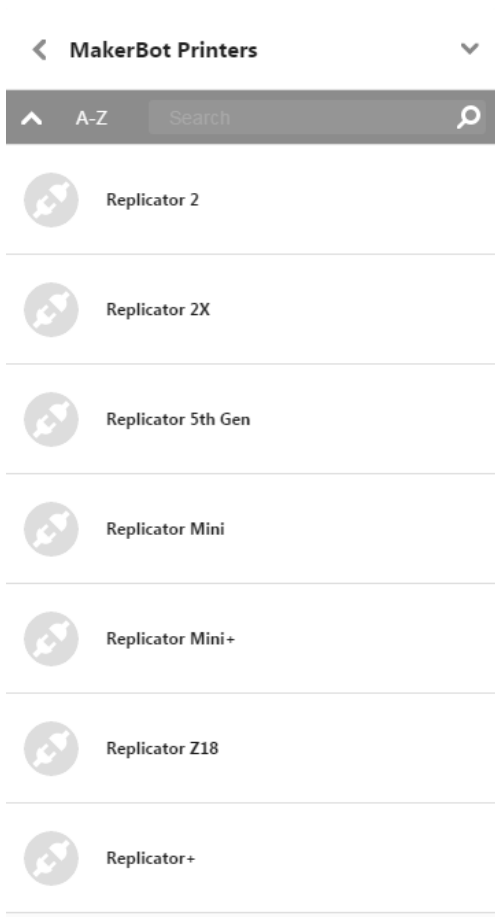 MakerBot Printers
A-Z Search
Replicator 2
Replicator 2X
Replicator 5th Gen
Replicator Mini
Replicator Mini+
Replicator Z18
Replicator+